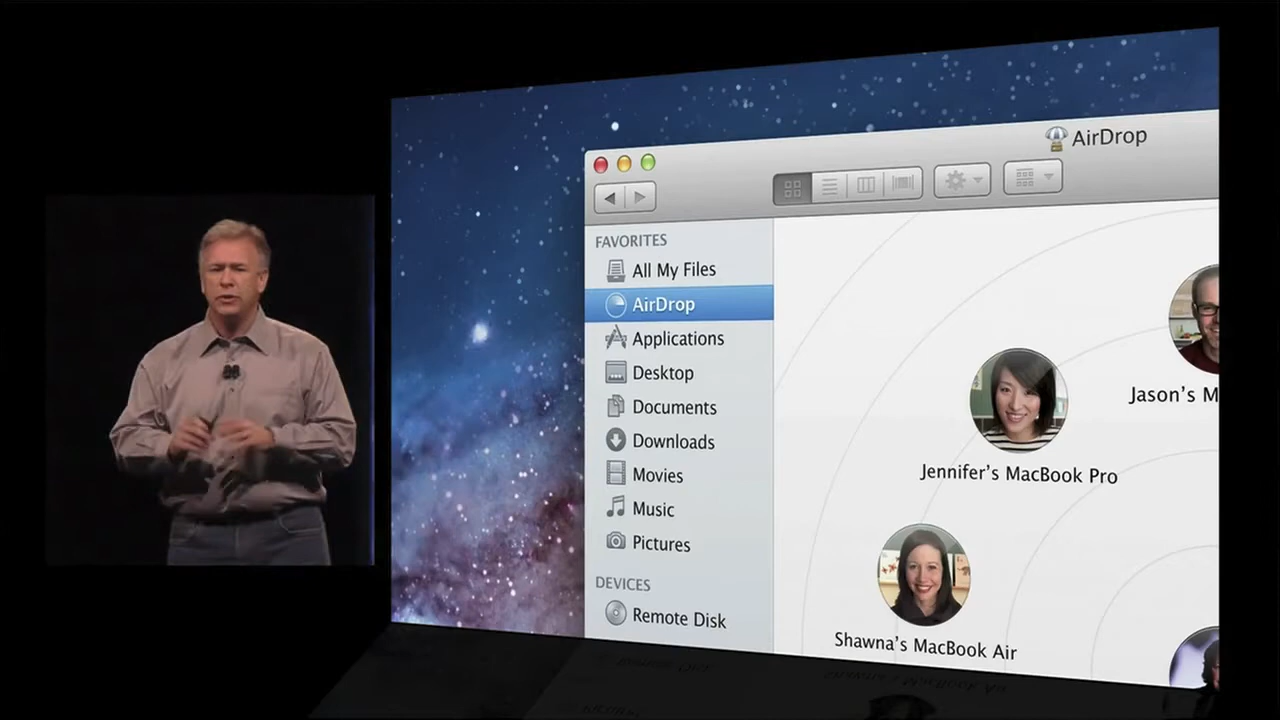 AirDrop
FAVORITES
All My Files
AirDrop
Applications
Desktop
Documents
Downloads
Movies
Music
Pictures
DEVICES
Remote Disk
Jason's M
Jennifer's MacBook Pro
Shawna's MacBook Air